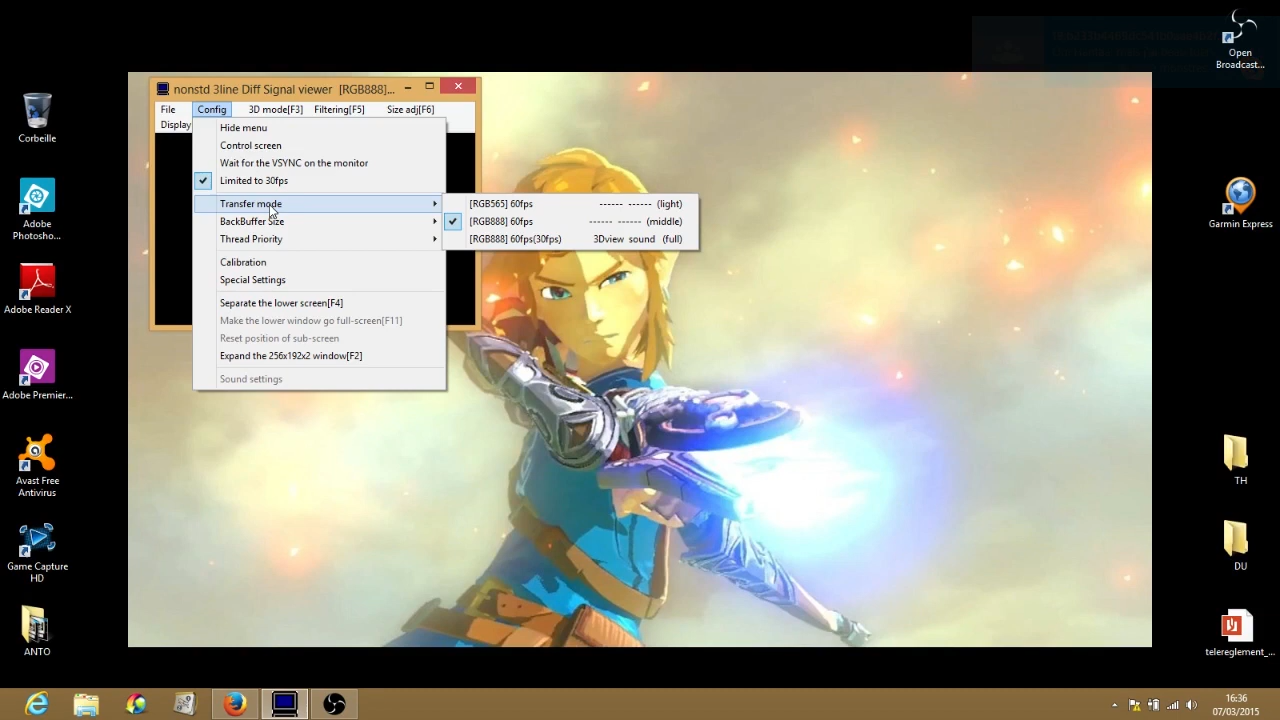 Open
Broadcast...
Corbeille
Adobe
Photosho...
Adobe Reader X
Adobe Premier...
Avast Free
Antivirus
Game Capture
HD
ANTO
nonstd 3line Diff Signal viewer [RGB888]...
File Config 3D mode[F3] Filtering[F5] Size adj[F6]
Display
Hide menu
Control screen
Wait for the VSYNC on the monitor
Limited to 30fps
Transfer mode
BackBuffer Size
Thread Priority
Calibration
Special Settings
Separate the lower screen[F4]
Make the lower window go full-screen[F11]
Reset position of sub-screen
Expand the 256x192x2 window[F2]
Sound settings
[RGB565] 60fps ------ ------ (light)
[RGB888] 60fps ------ ------ (middle)
[RGB888] 60fps(30fps) 3Dview sound (full)
Garmin Express
TH
DU
telereglement_...
16:36
07/03/2015